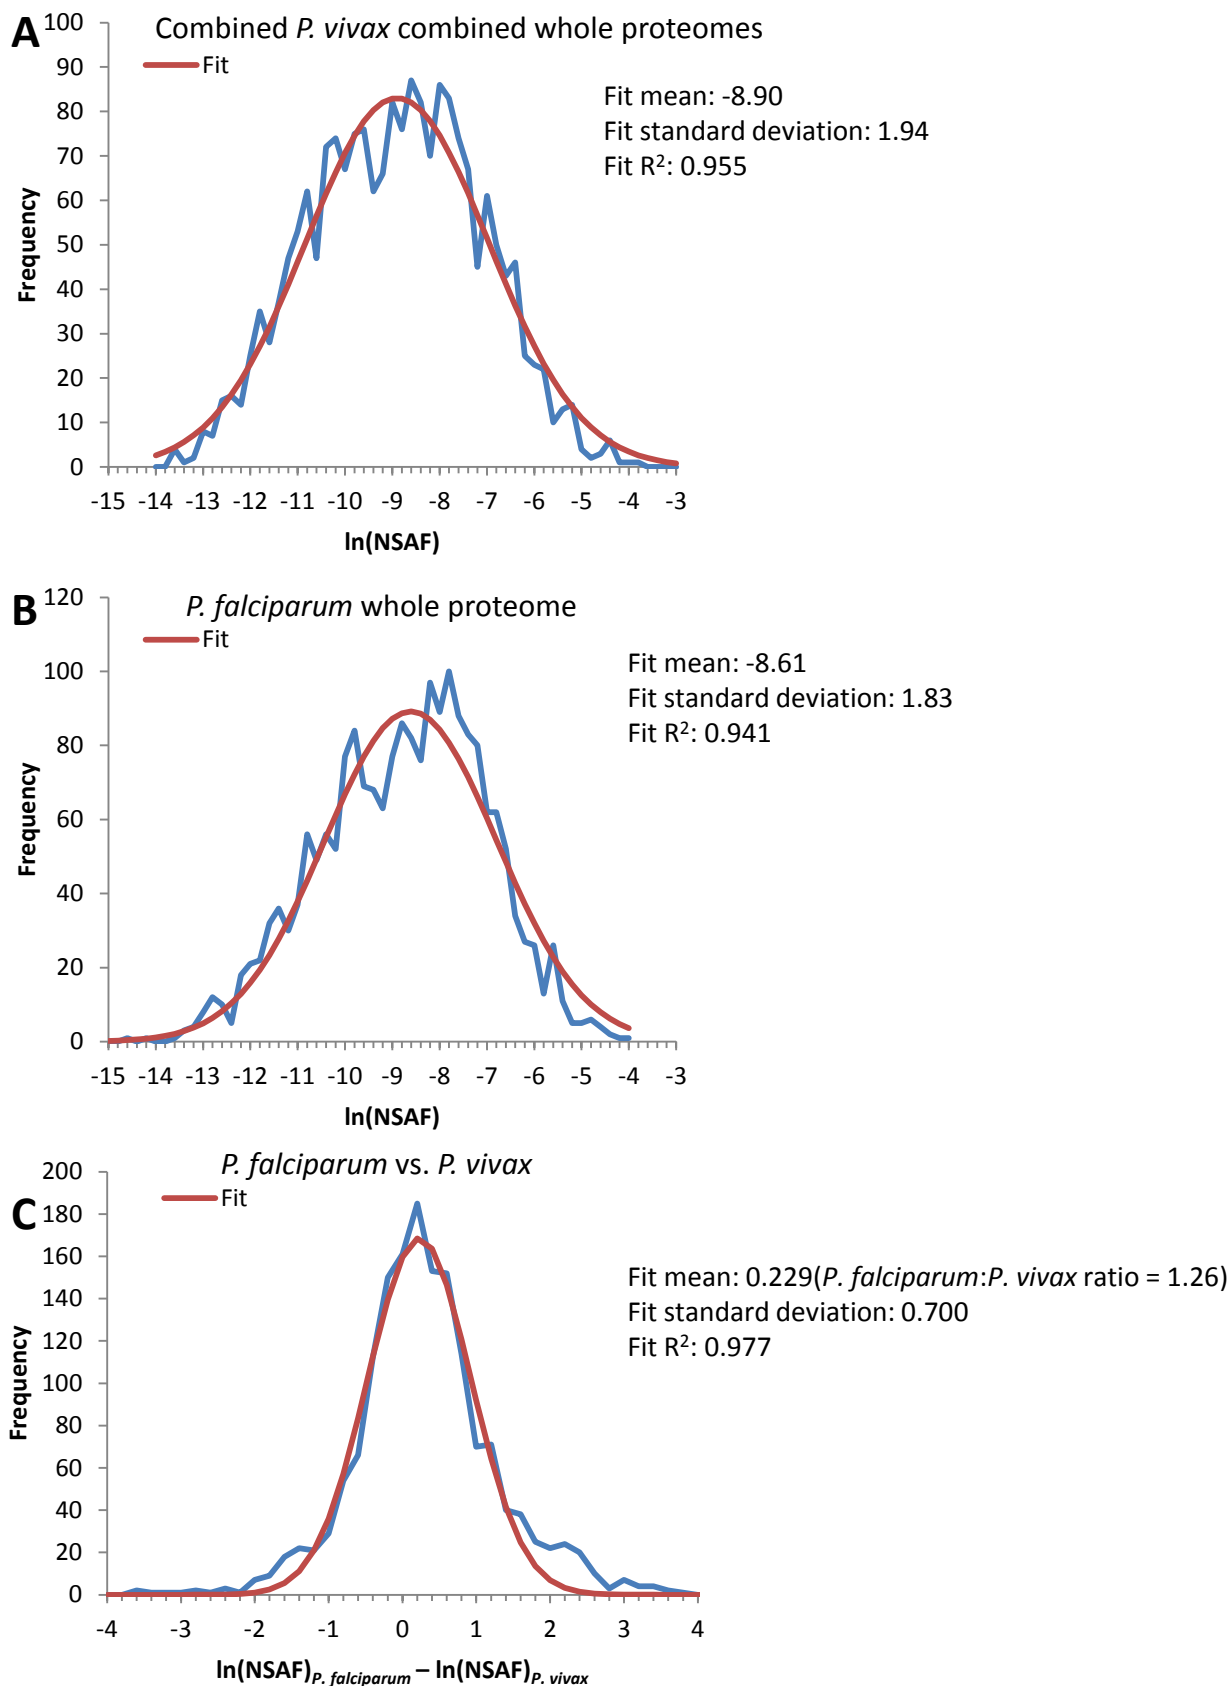 A
Combined P. vivax combined whole proteomes
Fit
Fit mean: -8.90
Fit standard deviation: 1.94
Fit R²: 0.955
Frequency
100
90
80
70
60
50
40
30
20
10
0
-15 -14 -13 -12 -11 -10 -9 -8 -7 -6 -5 -4 -3
ln(NSAF)
B
P. falciparum whole proteome
Fit
Fit mean: -8.61
Fit standard deviation: 1.83
Fit R²: 0.941
Frequency
120
100
80
60
40
20
0
-15 -14 -13 -12 -11 -10 -9 -8 -7 -6 -5 -4 -3
ln(NSAF)
C
P. falciparum vs. P. vivax
Fit
Fit mean: 0.229(P. falciparum:P. vivax ratio = 1.26)
Fit standard deviation: 0.700
Fit R²: 0.977
Frequency
200
180
160
140
120
100
80
60
40
20
0
-4 -3 -2 -1 0 1 2 3 4
ln(NSAF)P. falciparum – ln(NSAF)P. vivax